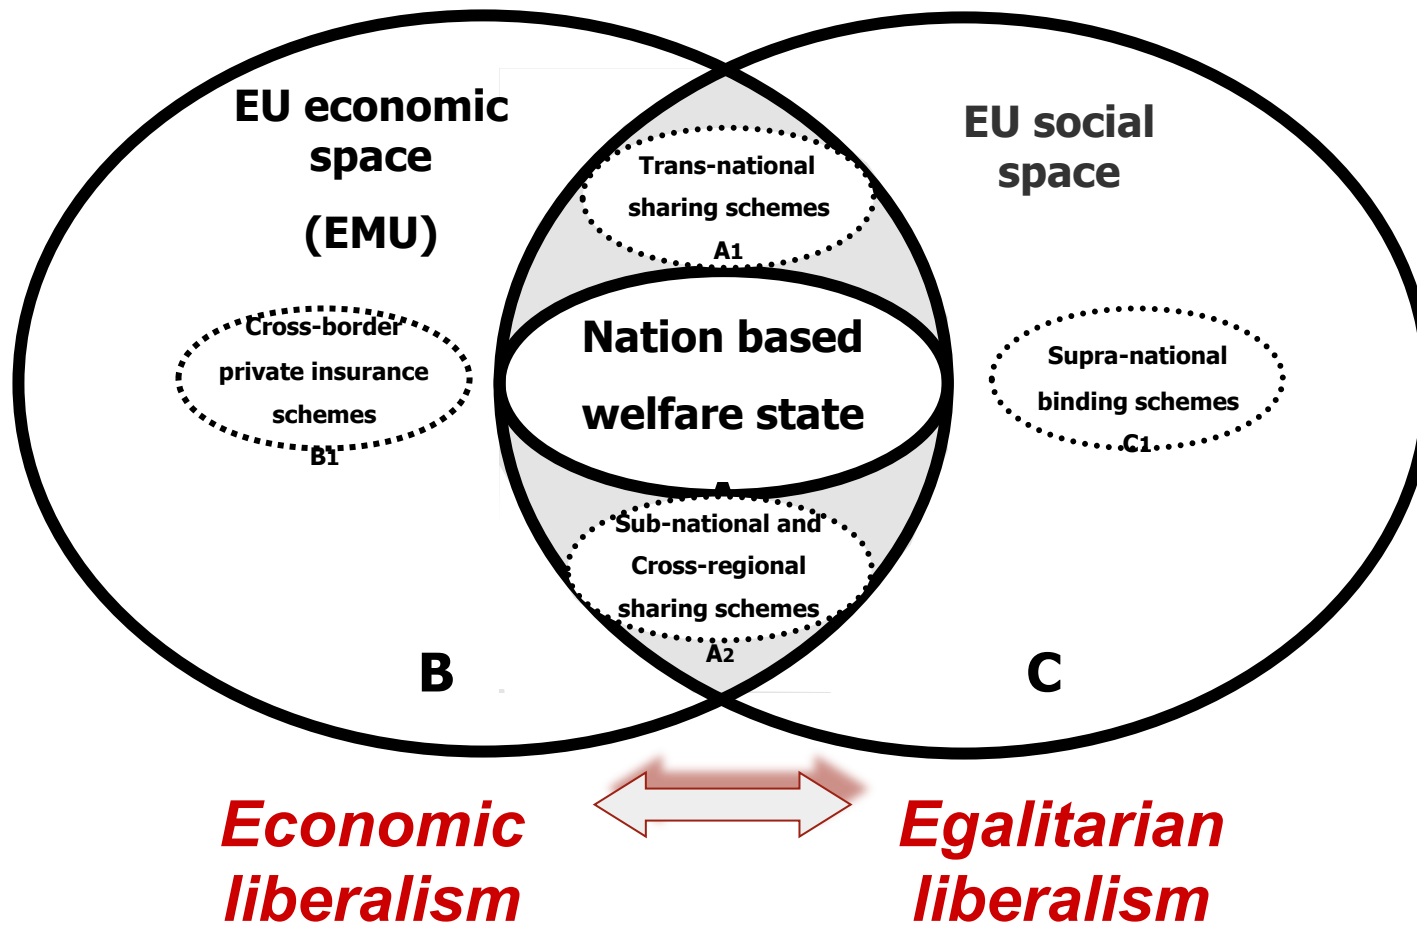 EU economic
space
(EMU)
EU social
space
Trans-national
sharing schemes
A1
Cross-border
private insurance
schemes
B1
Nation based
welfare state
A
Supra-national
binding schemes
C1
Sub-national and
Cross-regional
sharing schemes
A2
B
C
Economic
liberalism
Egalitarian
liberalism